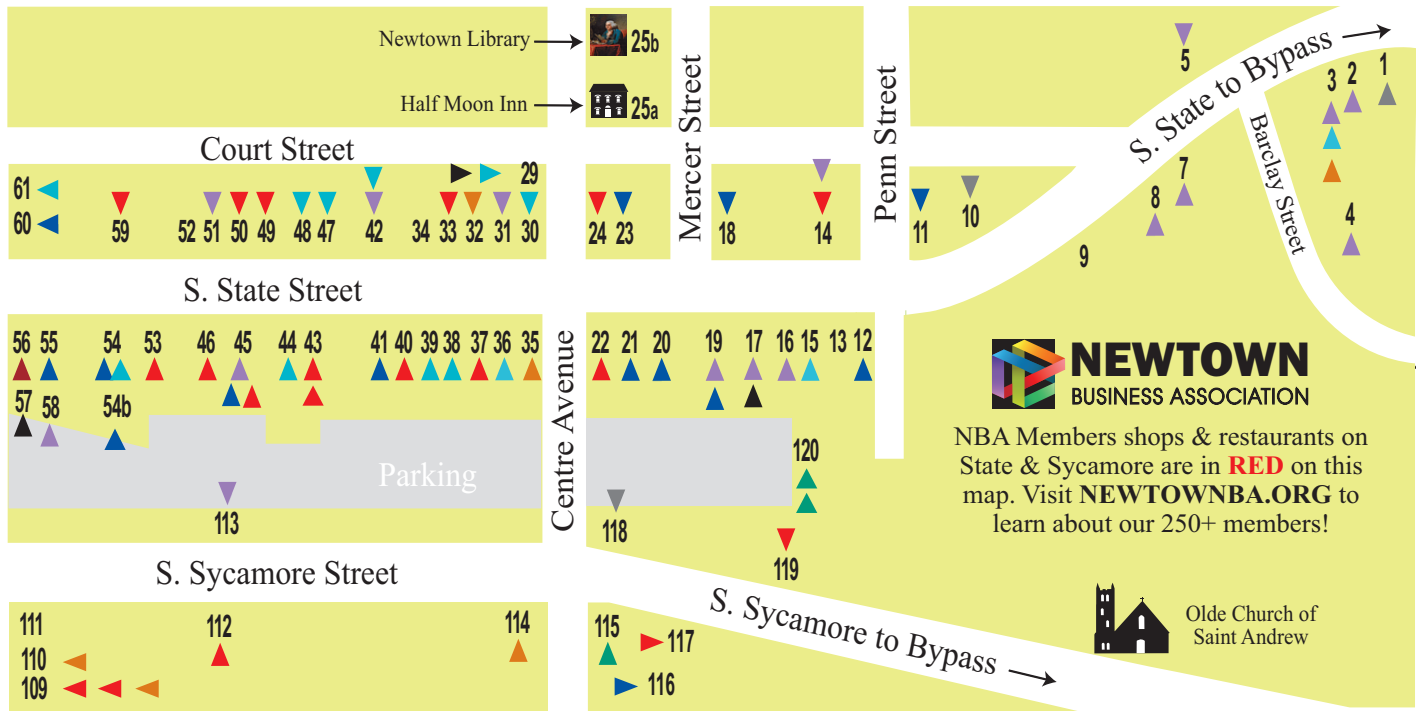 Newtown Library
25b
Half Moon Inn
25a
Mercer Street
Penn Street
5
S. State to Bypass
3
2
1
Court Street
Barclay Street
61
29
60
59
52
51
50
49
48
47
42
34
33
32
31
30
24
23
18
14
11
10
7
8
9
4
S. State Street
56
55
54
53
46
45
44
43
41
40
39
38
37
36
35
22
21
20
19
17
16
15
13
12
57
58
54b
Centre Avenue
Parking
113
118
120
119
NEWTOWN
BUSINESS ASSOCIATION
NBA Members shops & restaurants on
State & Sycamore are in RED on this
map. Visit NEWTOWNBA.ORG to
learn about our 250+ members!
S. Sycamore Street
S. Sycamore to Bypass
111
110
109
112
114
115
117
116
Olde Church of
Saint Andrew